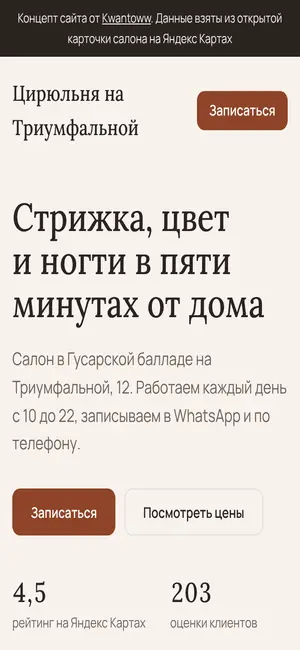 Концепт сайта от Kwantoww. Данные взяты из открытой
карточки салона на Яндекс Картах
Цирюльня на
Триумфальной
Записаться
Стрижка, цвет
и ногти в пяти
минутах от дома
Салон в Гусарской балладе на
Триумфальной, 12. Работаем каждый день
с 10 до 22, записываем в WhatsApp и по
телефону.
Записаться
Посмотреть цены
4,5
рейтинг на Яндекс Картах
203
оценки клиентов